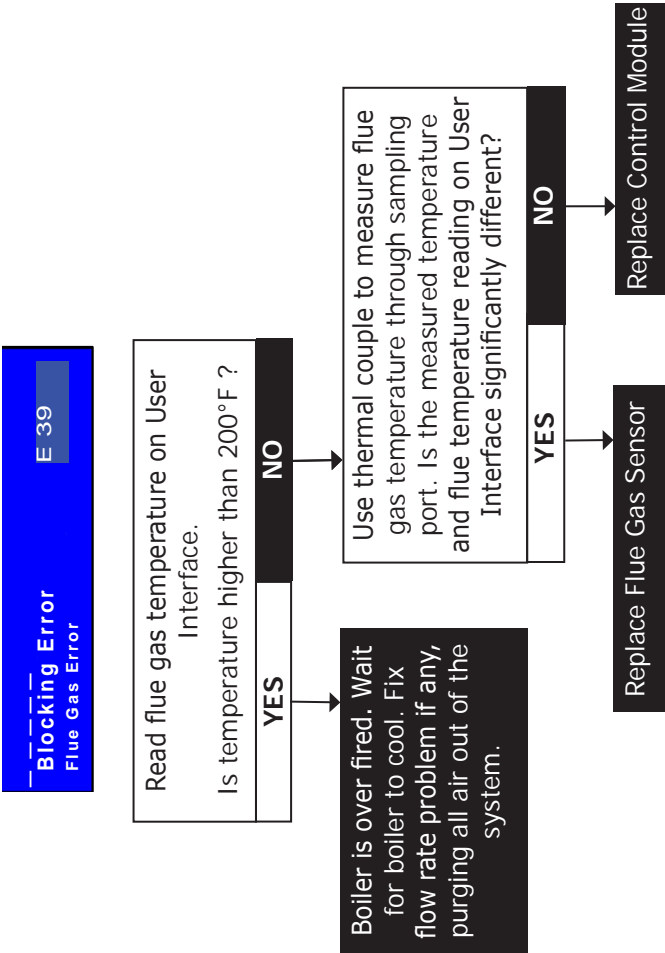 _ _ _ _
Blocking Error
Flue Gas Error
E 39
Read flue gas temperature on User
Interface.
Is temperature higher than 200°F ?
YES
NO
Boiler is over fired. Wait
for boiler to cool. Fix
flow rate problem if any,
purging all air out of the
system.
Use thermal couple to measure flue
gas temperature through sampling
port. Is the measured temperature
and flue temperature reading on User
Interface significantly different?
YES
NO
Replace Flue Gas Sensor
Replace Control Module